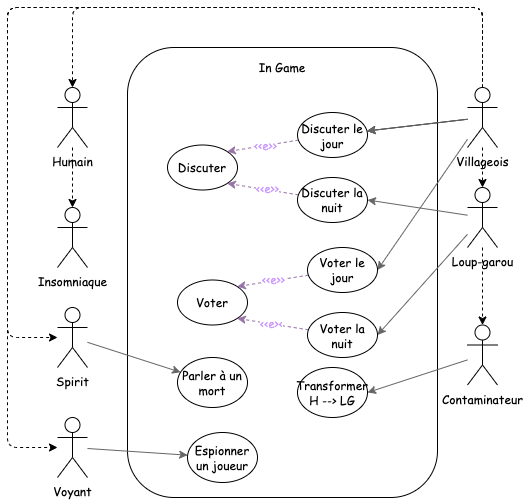 In Game
Discuter le
jour
«e»
Humain
Villageois
Discuter
Discuter la
nuit
«e»
Insomniaque
Voter le
jour
Loup-garou
«e»
Voter
«e»
Voter la
nuit
Spirit
Parler à un
mort
Transformer
H --> LG
Contaminateur
Espionner
un joueur
Voyant